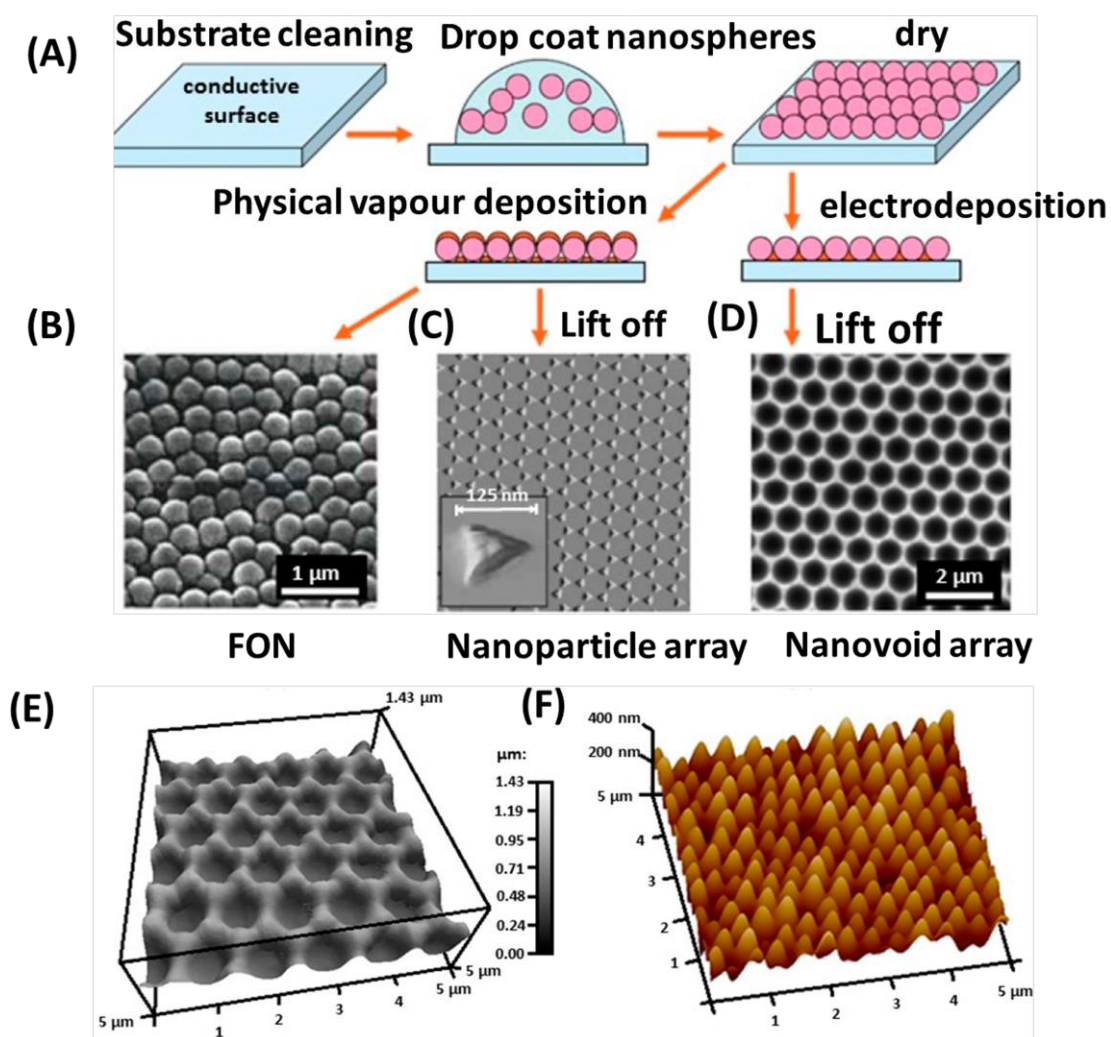 (A)
Substrate cleaning
Drop coat nanospheres
dry
conductive
surface
Physical vapour deposition
electrodeposition
(B)
(C)
Lift off
(D)
Lift off
125 nm
1 µm
2 µm
FON
Nanoparticle array
Nanovoid array
(E)
1.43 µm
µm:
1.43
1.19
0.95
0.71
0.48
0.24
0.00
5 µm
1
2
3
4
5 µm
5 µm
(F)
400 nm
200 nm
5 µm
4
3
2
1
1
2
3
4
5 µm